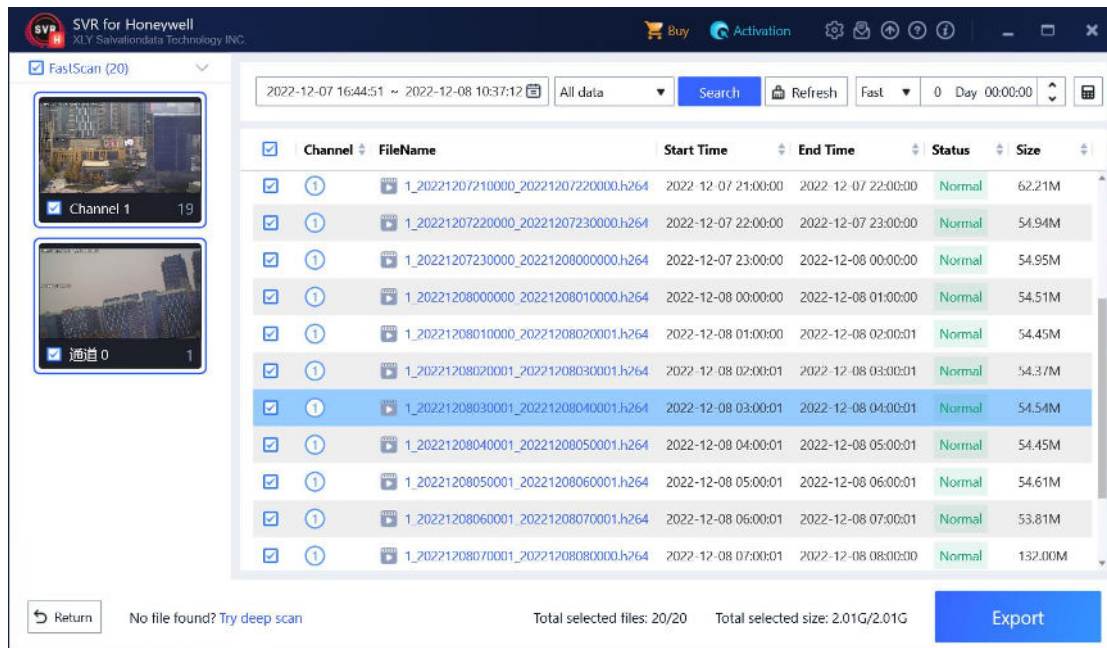 SVR for Honeywell
XLY Salvationdata Technology INC.
Buy
Activation
FastScan (20)
Channel 1 19
通道 0 1
2022-12-07 16:44:51 ~ 2022-12-08 10:37:12 All data Search Refresh Fast 0 Day 00:00:00
Channel FileName Start Time End Time Status Size
1 1_20221207210000_20221207220000.h264 2022-12-07 21:00:00 2022-12-07 22:00:00 Normal 62.21M
1 1_20221207220000_20221207230000.h264 2022-12-07 22:00:00 2022-12-07 23:00:00 Normal 54.94M
1 1_20221207230000_20221208000000.h264 2022-12-07 23:00:00 2022-12-08 00:00:00 Normal 54.95M
1 1_20221208000000_20221208010000.h264 2022-12-08 00:00:00 2022-12-08 01:00:00 Normal 54.51M
1 1_20221208010000_20221208020001.h264 2022-12-08 01:00:00 2022-12-08 02:00:01 Normal 54.45M
1 1_20221208020001_20221208030001.h264 2022-12-08 02:00:01 2022-12-08 03:00:01 Normal 54.37M
1 1_20221208030001_20221208040001.h264 2022-12-08 03:00:01 2022-12-08 04:00:01 Normal 54.54M
1 1_20221208040001_20221208050001.h264 2022-12-08 04:00:01 2022-12-08 05:00:01 Normal 54.45M
1 1_20221208050001_20221208060001.h264 2022-12-08 05:00:01 2022-12-08 06:00:01 Normal 54.61M
1 1_20221208060001_20221208070001.h264 2022-12-08 06:00:01 2022-12-08 07:00:01 Normal 53.81M
1 1_20221208070001_20221208080000.h264 2022-12-08 07:00:01 2022-12-08 08:00:00 Normal 132.00M
Return No file found? Try deep scan Total selected files: 20/20 Total selected size: 2.01G/2.01G Export